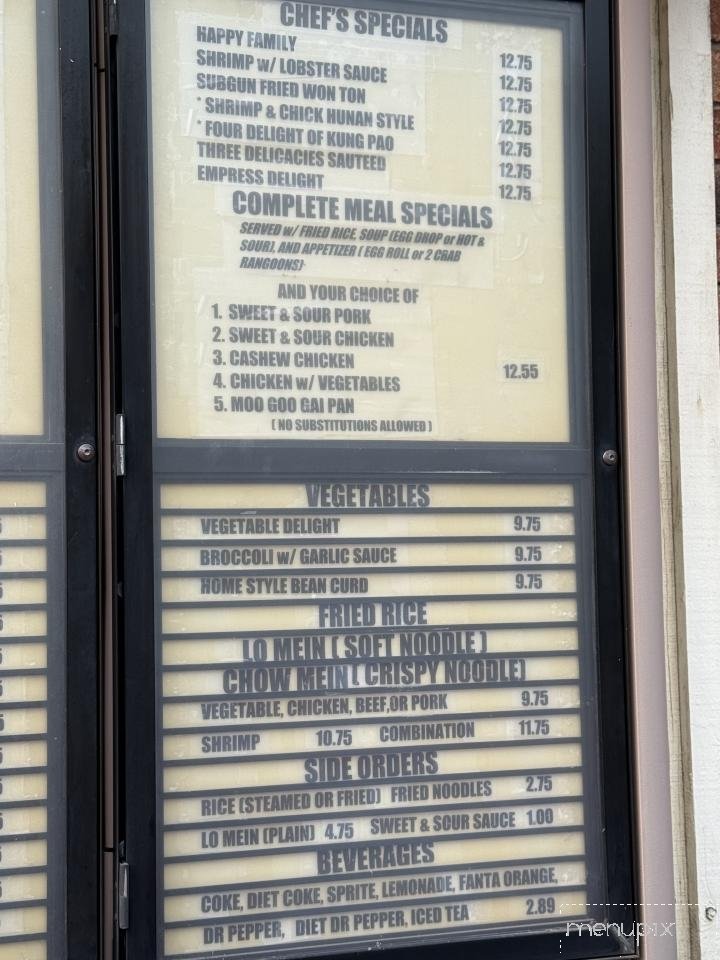 CHEF'S SPECIALS
HAPPY FAMILY 12.75
SHRIMP w/ LOBSTER SAUCE 12.75
SUBGUN FRIED WON TON 12.75
* SHRIMP & CHICK HUNAN STYLE 12.75
* FOUR DELIGHT OF KUNG PAO 12.75
THREE DELICACIES SAUTEED 12.75
EMPRESS DELIGHT 12.75
COMPLETE MEAL SPECIALS
SERVED w/ FRIED RICE, SOUP (EGG DROP or HOT &
SOUR), AND APPETIZER ( EGG ROLL or 2 CRAB
RANGOONS)
AND YOUR CHOICE OF
1. SWEET & SOUR PORK
2. SWEET & SOUR CHICKEN
3. CASHEW CHICKEN
4. CHICKEN w/ VEGETABLES 12.55
5. MOO GOO GAI PAN
( NO SUBSTITUTIONS ALLOWED )
VEGETABLES
VEGETABLE DELIGHT 9.75
BROCCOLI w/ GARLIC SAUCE 9.75
HOME STYLE BEAN CURD 9.75
FRIED RICE
LO MEIN ( SOFT NOODLE )
CHOW MEIN ( CRISPY NOODLE)
VEGETABLE, CHICKEN, BEEF,OR PORK 9.75
SHRIMP 10.75 COMBINATION 11.75
SIDE ORDERS
RICE (STEAMED OR FRIED) FRIED NOODLES 2.75
LO MEIN (PLAIN) 4.75 SWEET & SOUR SAUCE 1.00
BEVERAGES
COKE, DIET COKE, SPRITE, LEMONADE, FANTA ORANGE,
DR PEPPER, DIET DR PEPPER, ICED TEA 2.89
menupix